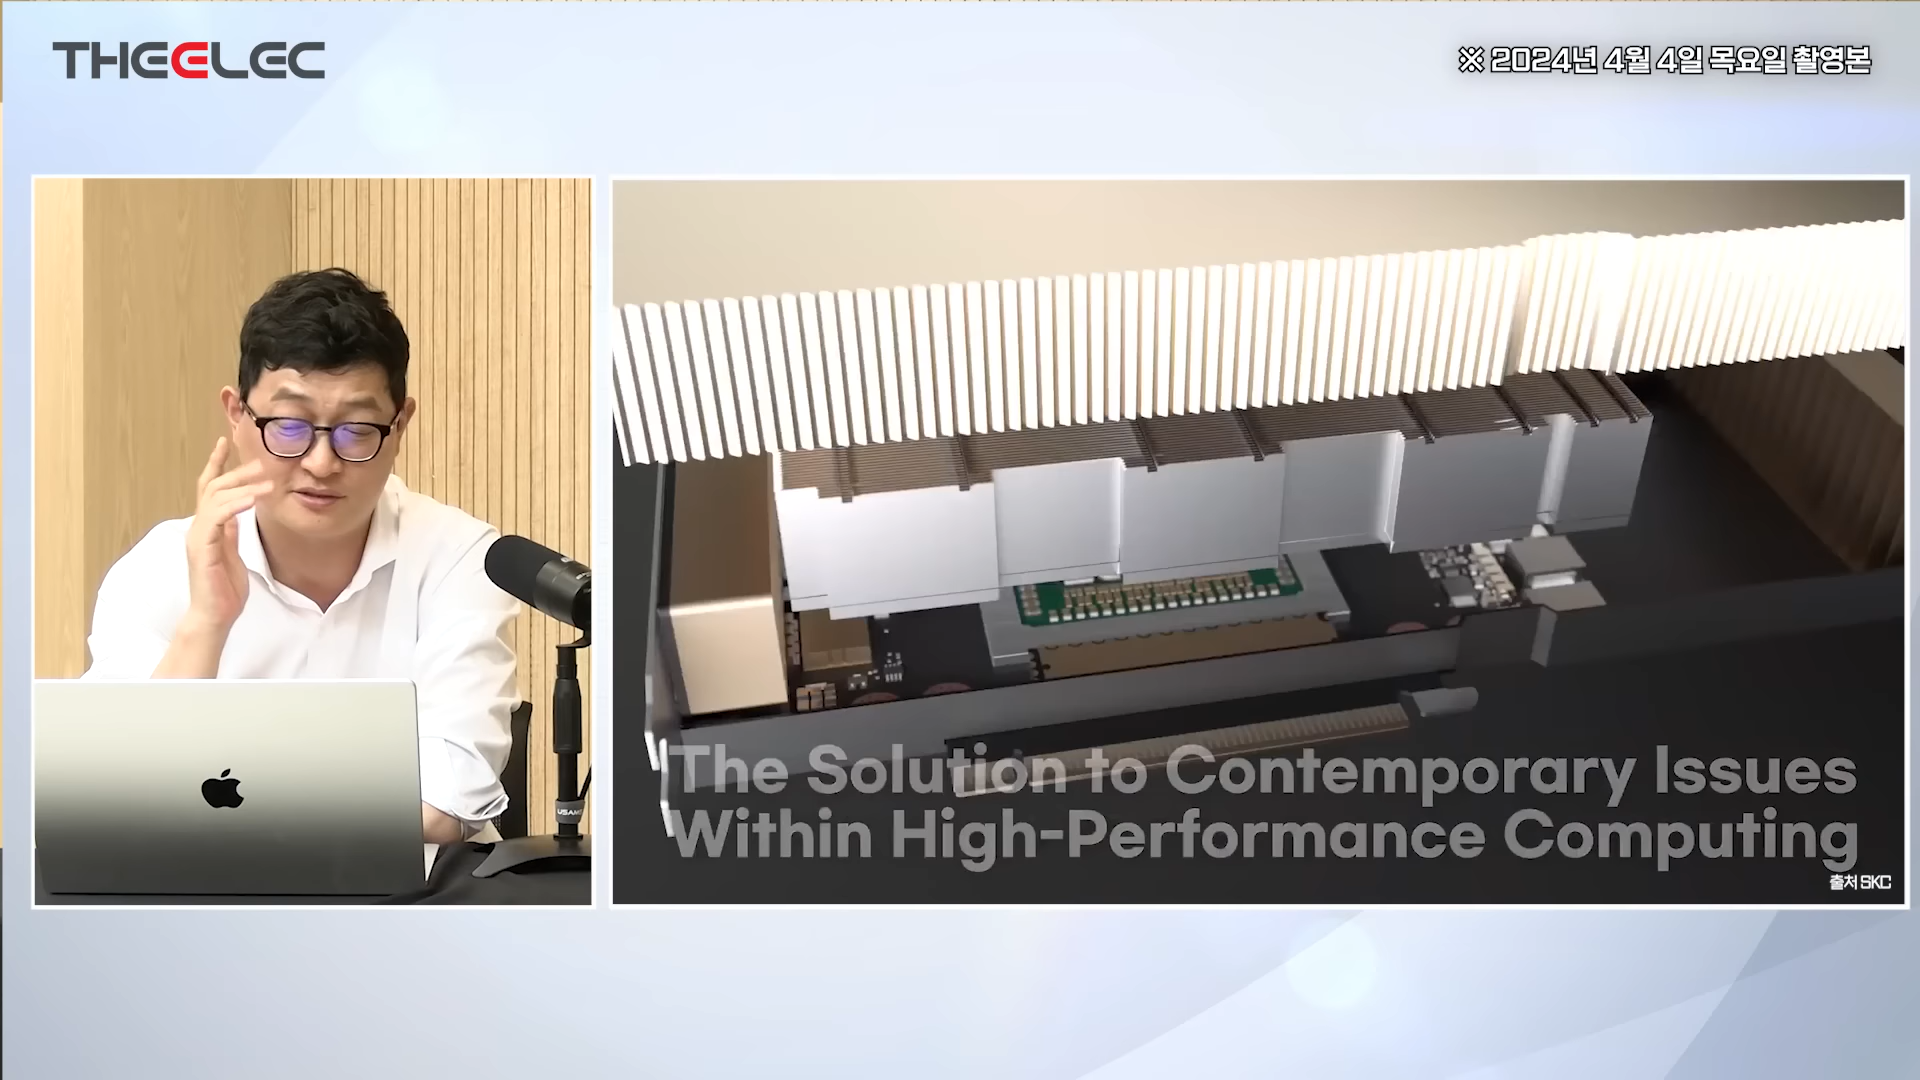 THEELEC
※ 2024년 4월 4일 목요일 촬영본
The Solution to Contemporary Issues
Within High-Performance Computing
출처 SKC